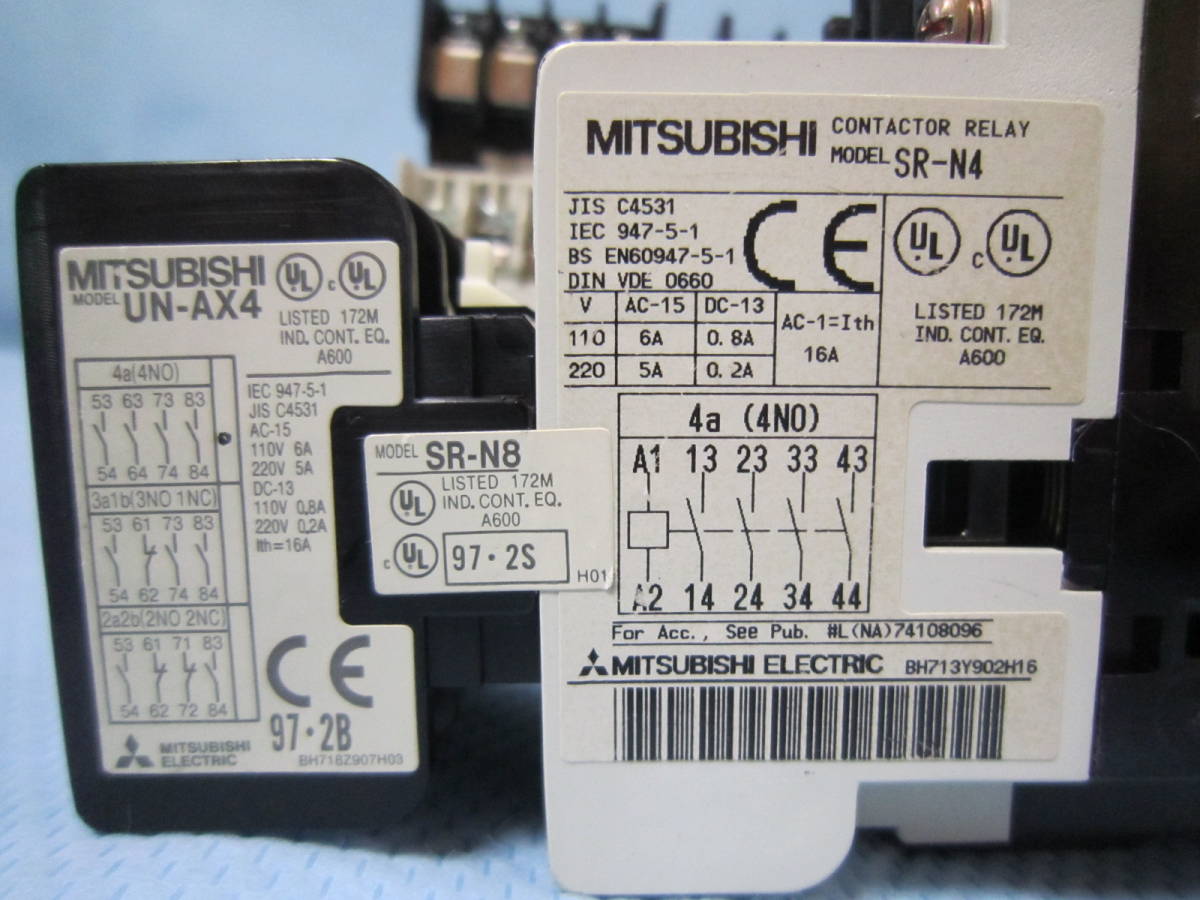 MITSUBISHI
MODEL UN-AX4
UL c UL
LISTED 172M
IND. CONT. EQ.
A600
4a(4NO)
53 63 73 83
54 64 74 84
3a1b(3NO 1NC)
53 61 73 83
54 62 74 84
2a2b(2NO 2NC)
53 61 71 83
54 62 72 84
IEC 947-5-1
JIS C4531
AC-15
110V 6A
220V 5A
DC-13
110V 0.8A
220V 0.2A
Ith=16A
CE
97・2B
MITSUBISHI
ELECTRIC
BH718Z907H03
MODEL SR-N8
UL LISTED 172M
IND. CONT. EQ.
A600
c UL 97・2S
H01
MITSUBISHI CONTACTOR RELAY
MODEL SR-N4
JIS C4531
IEC 947-5-1
BS EN60947-5-1
DIN VDE 0660
CE
UL c UL
LISTED 172M
IND. CONT. EQ.
A600
V AC-15 DC-13
110 6A 0.8A
220 5A 0.2A
AC-1=Ith
16A
4a (4NO)
A1 13 23 33 43
A2 14 24 34 44
For Acc., See Pub. #L(NA)74108096
MITSUBISHI ELECTRIC BH713Y902H16